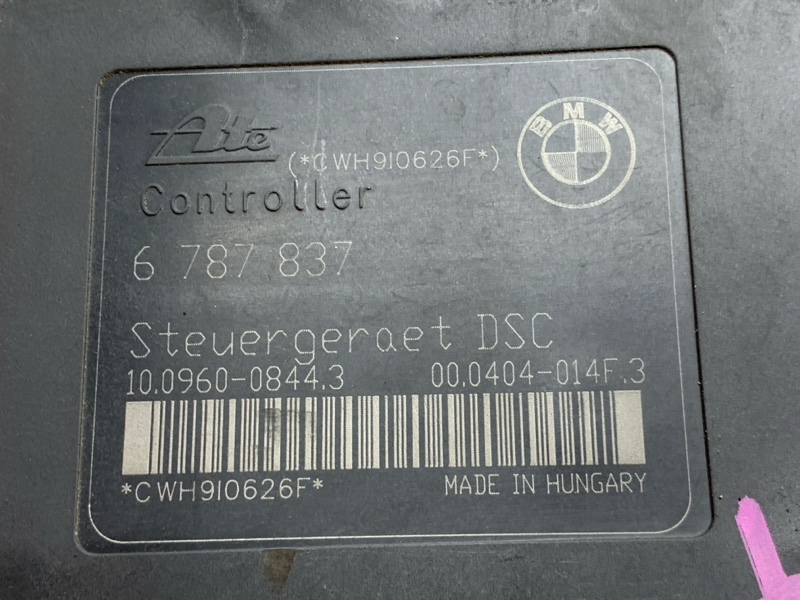 Ate
BMW
(*CWH9I0626F*)
Controller
6 787 837
Steuergeraet DSC
10.0960-0844.3 00.0404-014F.3
*CWH9I0626F* MADE IN HUNGARY